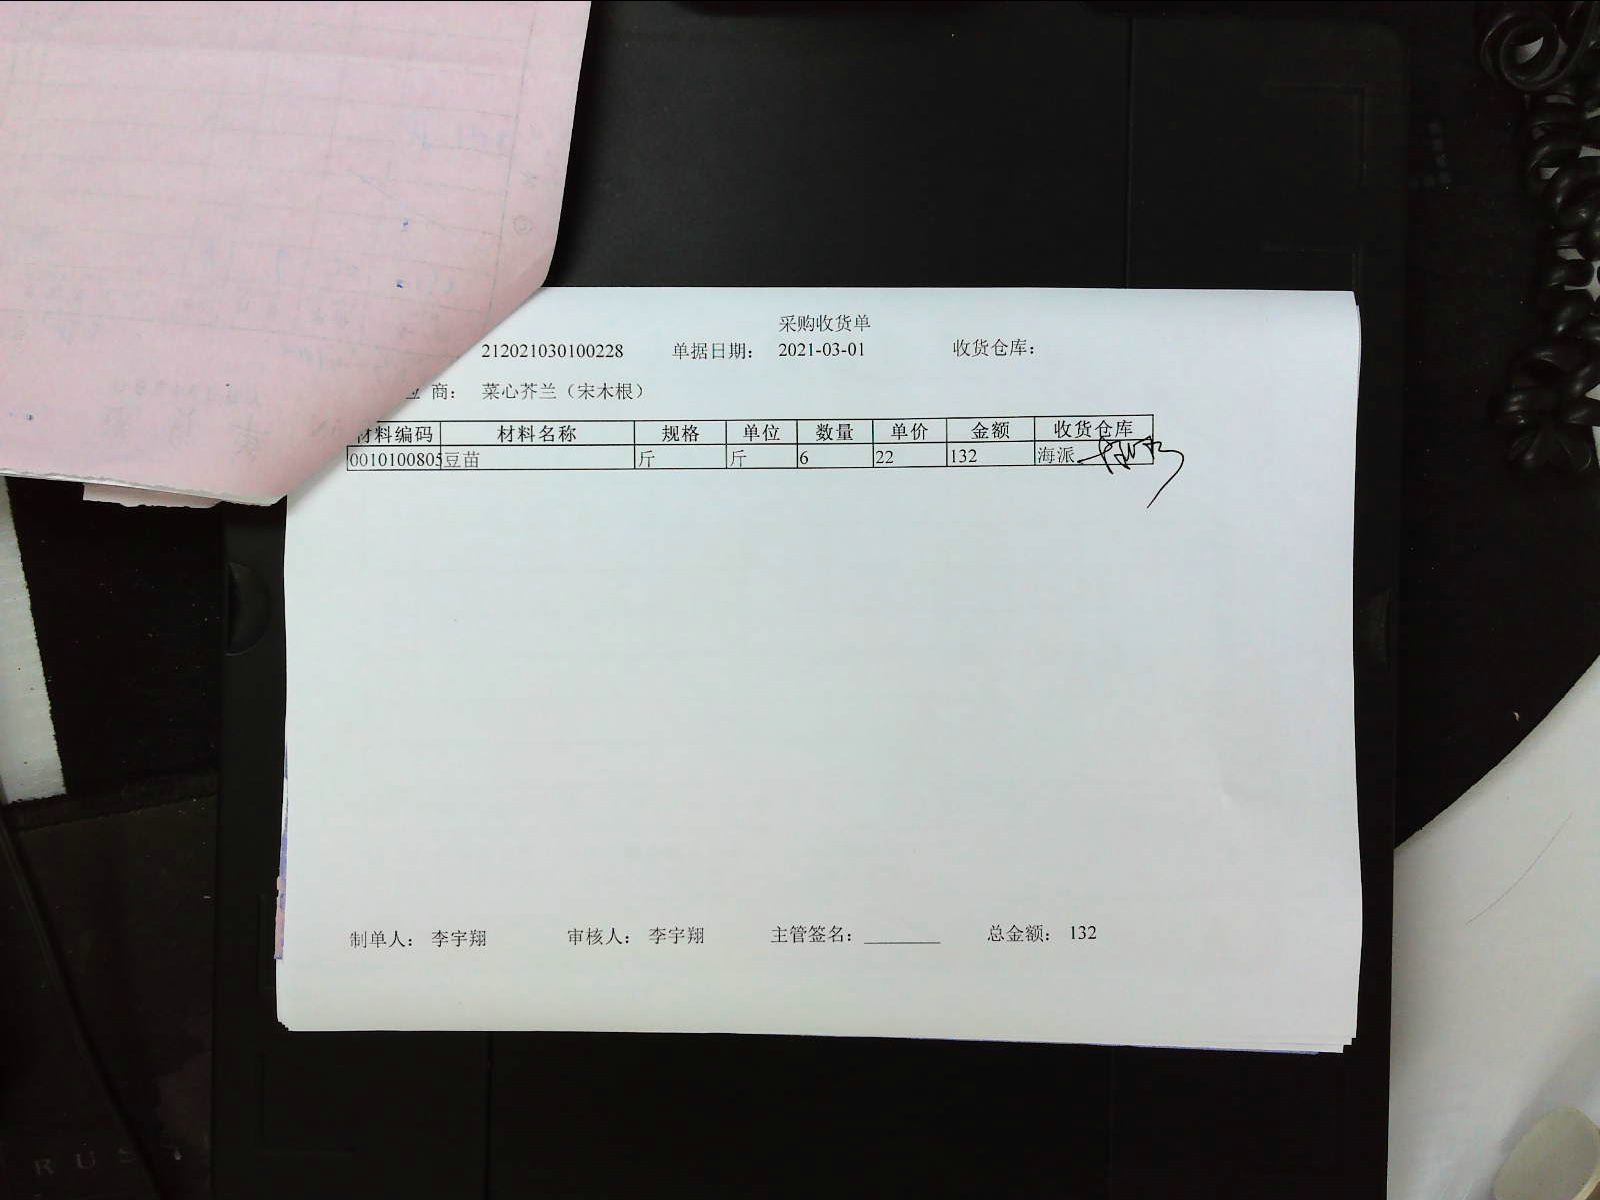 采购收货单
212021030100228 单据日期: 2021-03-01 收货仓库:
商: 菜心芥兰（宋木根）
材料编码 材料名称 规格 单位 数量 单价 金额 收货仓库
0010100805 豆苗 斤 斤 6 22 132 海派
制单人: 李宇翔 审核人: 李宇翔 主管签名: 总金额: 132